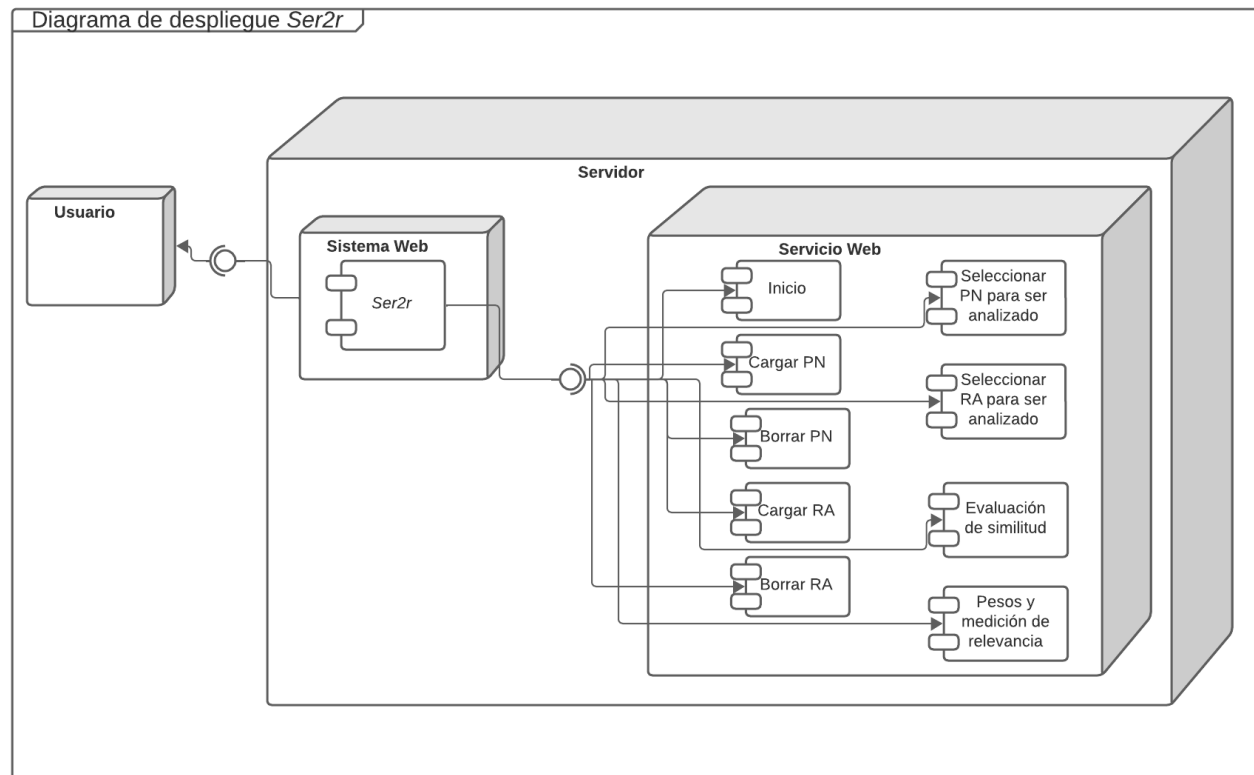 Diagrama de despliegue Ser2r
Servidor
Usuario
Sistema Web
Ser2r
Servicio Web
Inicio
Cargar PN
Borrar PN
Cargar RA
Borrar RA
Seleccionar
PN para ser
analizado
Seleccionar
RA para ser
analizado
Evaluación
de similitud
Pesos y
medición de
relevancia